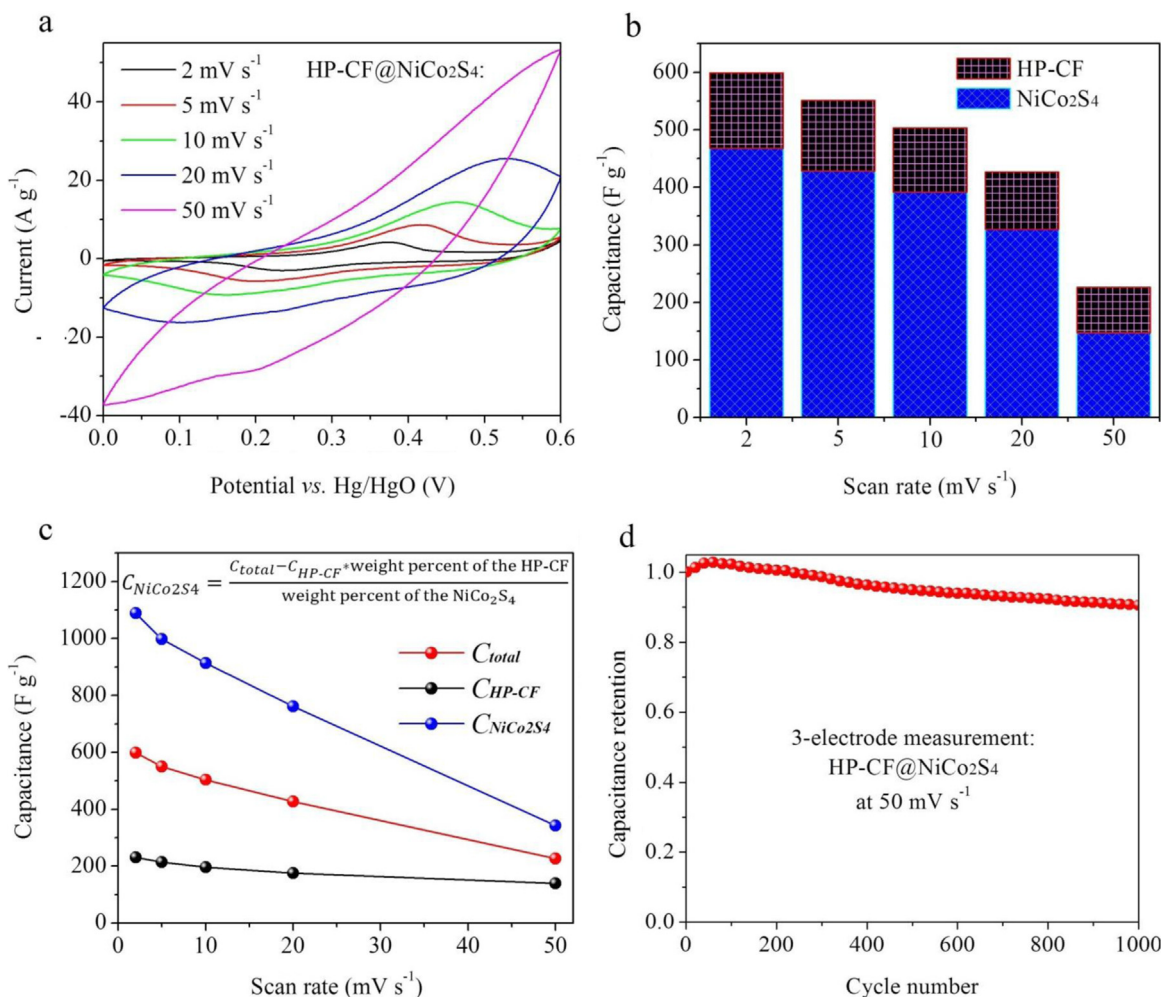 a
HP-CF@NiCo2S4:
2 mV s-1
5 mV s-1
10 mV s-1
20 mV s-1
50 mV s-1
40
20
0
-20
-40
Current (A g-1)
0.0 0.1 0.2 0.3 0.4 0.5 0.6
Potential vs. Hg/HgO (V)
b
HP-CF
NiCo2S4
600
500
400
300
200
100
0
Capacitance (F g-1)
2 5 10 20 50
Scan rate (mV s-1)
c
CNiCo2S4 = Ctotal−CHP-CF*weight percent of the HP-CF
weight percent of the NiCo2S4
Ctotal
CHP-CF
CNiCo2S4
1200
1000
800
600
400
200
0
Capacitance (F g-1)
0 10 20 30 40 50
Scan rate (mV s-1)
d
1.0
0.8
0.6
0.4
0.2
0.0
Capacitance retention
3-electrode measurement:
HP-CF@NiCo2S4
at 50 mV s-1
0 200 400 600 800 1000
Cycle number